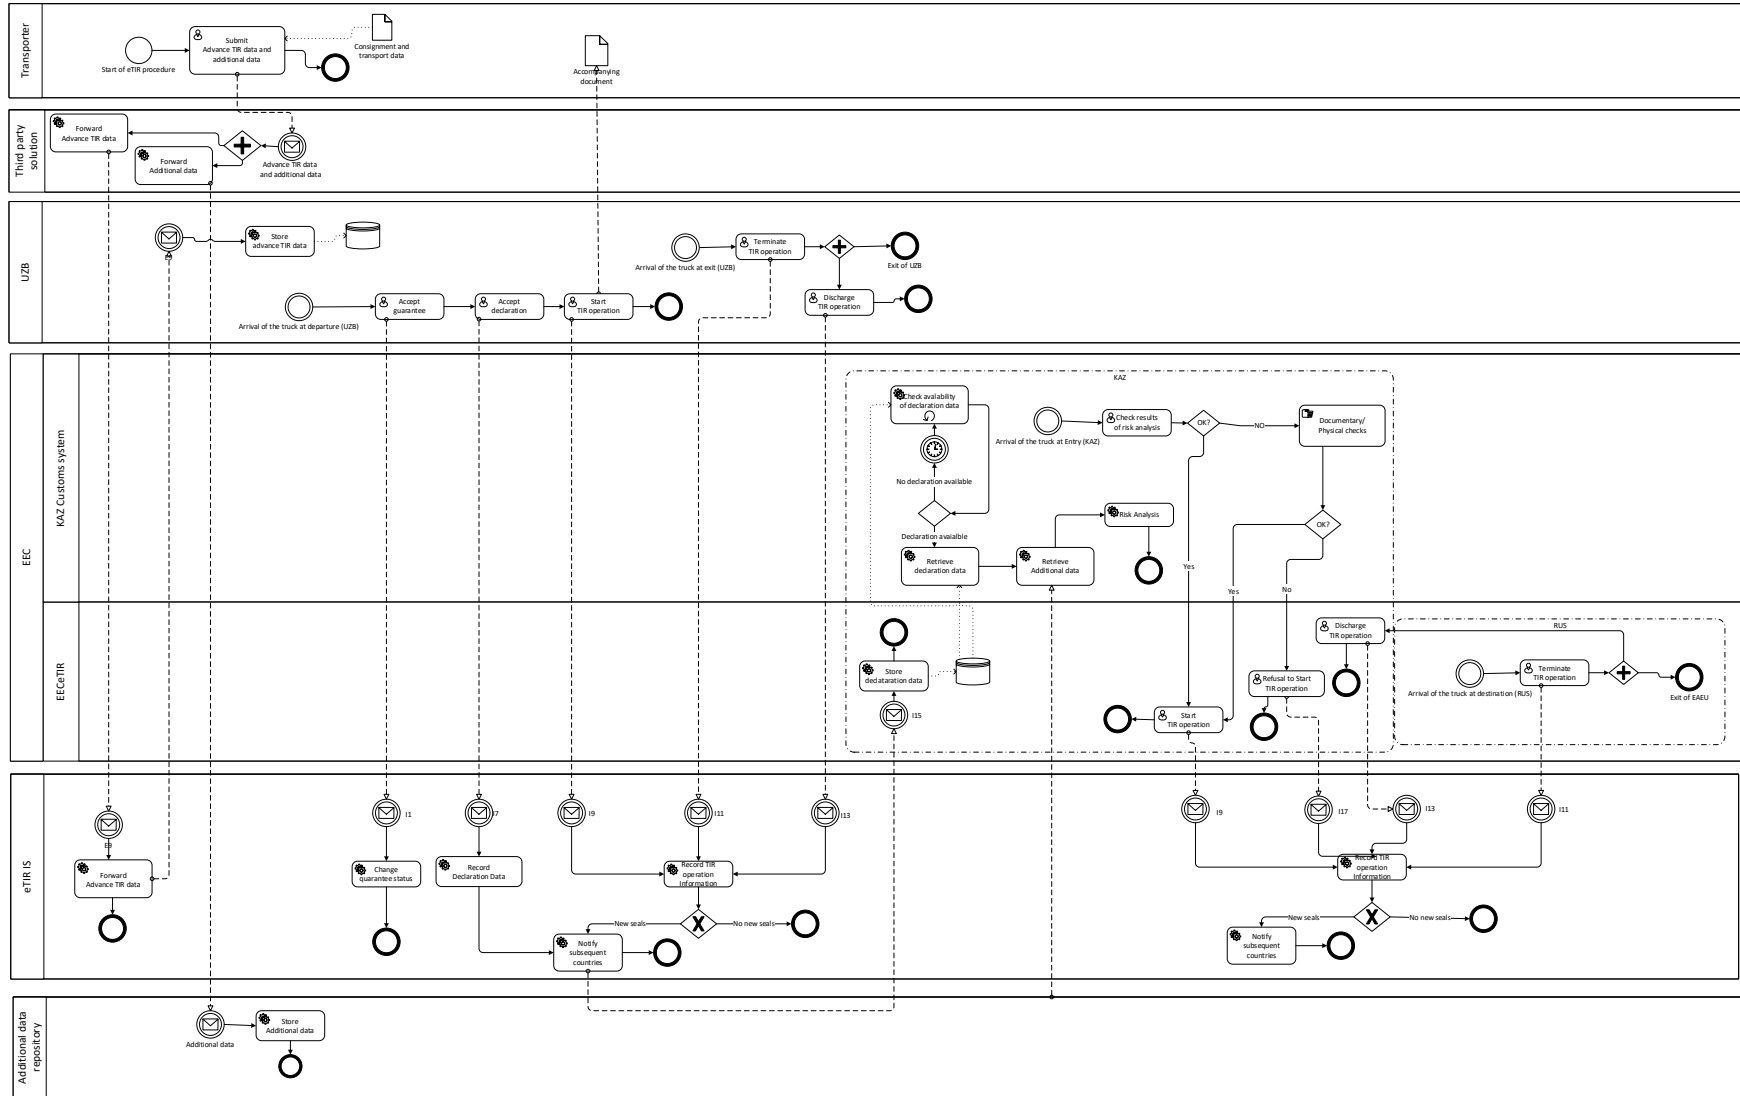 Transporter
Start of eTIR procedure
Submit
Advance TIR data and
additional data
Consignment and
transport data
Accompanying
document
Third party
solution
Forward
Advance TIR data
Forward
Additional data
Advance TIR data
and additional data
UZB
Store
advance TIR data
Arrival of the truck at departure (UZB)
Accept
guarantee
Accept
declaration
Start
TIR operation
Arrival of the truck at exit (UZB)
Terminate
TIR operation
Exit of UZB
Discharge
TIR operation
EEC
KAZ Customs system
KAZ
Check avalability
of declaration data
No declaration available
Declaration avaialble
Retrieve
declaration data
Retrieve
Additional data
Risk Analysis
Arrival of the truck at Entry (KAZ)
Check results
of risk analysis
OK?
NO
Documentary/
Physical checks
OK?
Yes
Yes
No
EECeTIR
Store
declataration data
I15
Start
TIR operation
Refusal to Start
TIR operation
Discharge
TIR operation
RUS
Arrival of the truck at destination (RUS)
Terminate
TIR operation
Exit of EAEU
eTIR IS
E9
Forward
Advance TIR data
I1
Change
guarantee status
I7
Record
Declaration Data
I9
I11
I13
Record TIR
operation
Information
New seals
No new seals
Notify
subsequent
countries
I9
I17
I13
I11
Record TIR
operation
Information
New seals
No new seals
Notify
subsequent
countries
Additional data
repository
Additional data
Store
Additional data